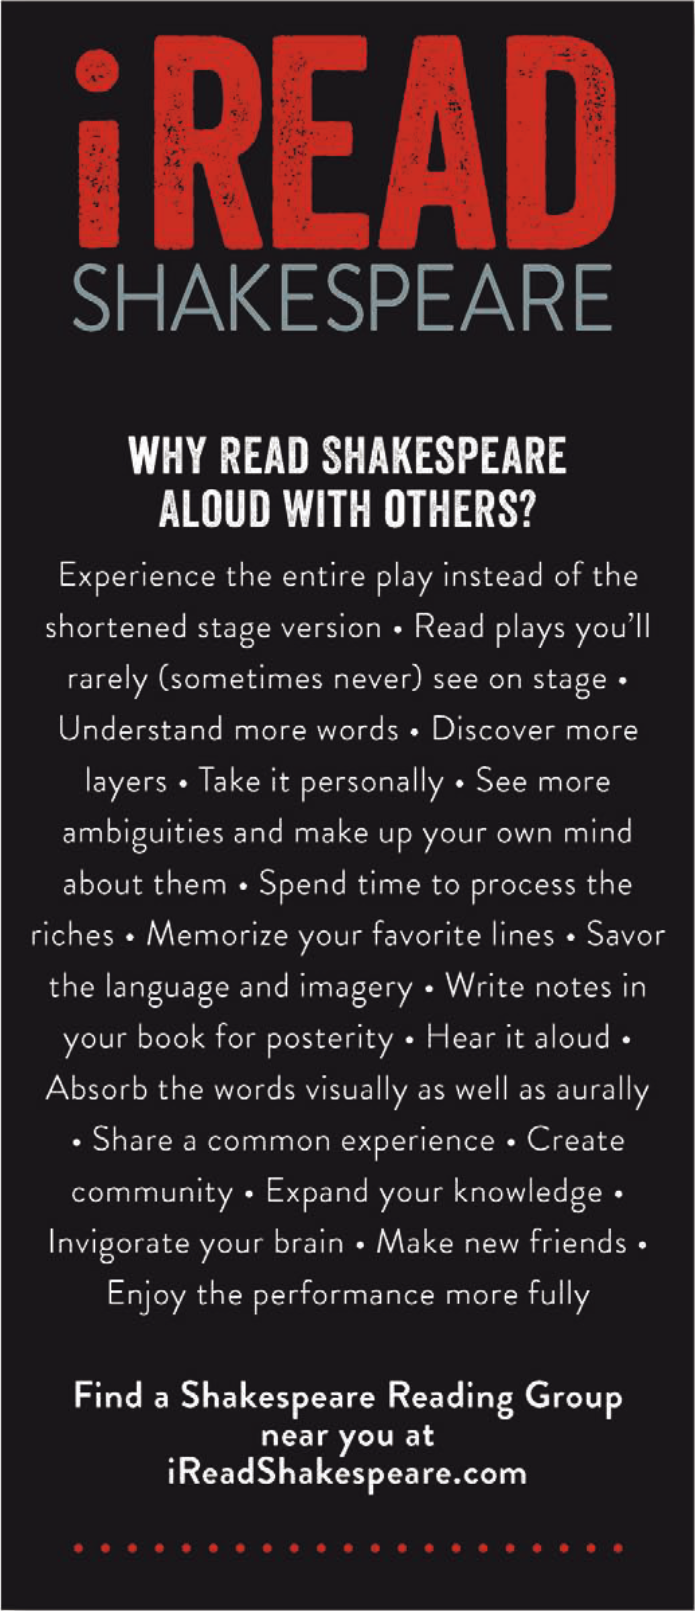 iREAD
SHAKESPEARE
WHY READ SHAKESPEARE
ALOUD WITH OTHERS?
Experience the entire play instead of the
shortened stage version • Read plays you’ll
rarely (sometimes never) see on stage •
Understand more words • Discover more
layers • Take it personally • See more
ambiguities and make up your own mind
about them • Spend time to process the
riches • Memorize your favorite lines • Savor
the language and imagery • Write notes in
your book for posterity • Hear it aloud •
Absorb the words visually as well as aurally
• Share a common experience • Create
community • Expand your knowledge •
Invigorate your brain • Make new friends •
Enjoy the performance more fully
Find a Shakespeare Reading Group
near you at
iReadShakespeare.com